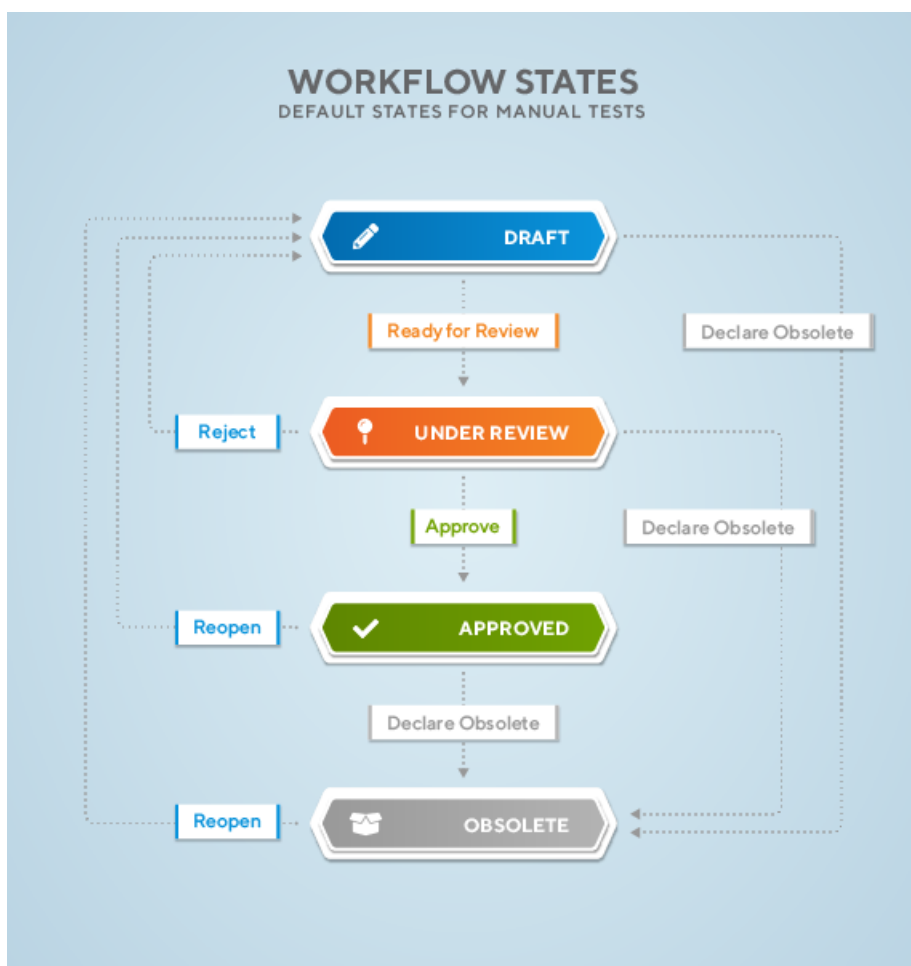 WORKFLOW STATES
DEFAULT STATES FOR MANUAL TESTS
DRAFT
Ready for Review
Declare Obsolete
Reject
UNDER REVIEW
Approve
Declare Obsolete
Reopen
APPROVED
Declare Obsolete
Reopen
OBSOLETE